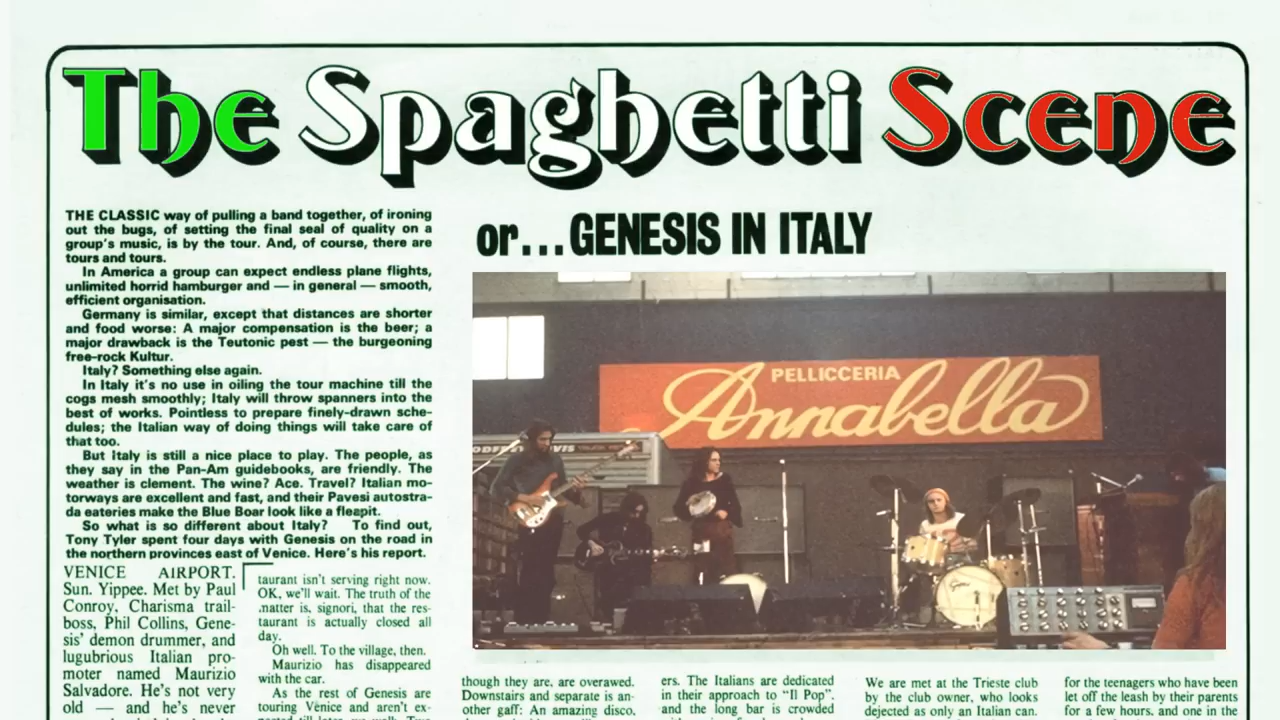 The Spaghetti Scene
or...GENESIS IN ITALY
THE CLASSIC way of pulling a band together, of ironing
out the bugs, of setting the final seal of quality on a
group's music, is by the tour. And, of course, there are
tours and tours.
In America a group can expect endless plane flights,
unlimited horrid hamburger and — in general — smooth,
efficient organisation.
Germany is similar, except that distances are shorter
and food worse: A major compensation is the beer; a
major drawback is the Teutonic pest — the burgeoning
free-rock Kultur.
Italy? Something else again.
In Italy it's no use in oiling the tour machine till the
cogs mesh smoothly; Italy will throw spanners into the
best of works. Pointless to prepare finely-drawn sche-
dules; the Italian way of doing things will take care of
that too.
But Italy is still a nice place to play. The people, as
they say in the Pan-Am guidebooks, are friendly. The
weather is clement. The wine? Ace. Travel? Italian mo-
torways are excellent and fast, and their Pavesi autostra-
da eateries make the Blue Boar look like a fleapit.
So what is so different about Italy? To find out,
Tony Tyler spent four days with Genesis on the road in
the northern provinces east of Venice. Here's his report.
VENICE AIRPORT.
Sun. Yippee. Met by Paul
Conroy, Charisma trail-
boss, Phil Collins, Gene-
sis' demon drummer, and
lugubrious Italian pro-
moter named Maurizio
Salvadore. He's not very
old — and he's never
taurant isn't serving right now.
OK, we'll wait. The truth of the
matter is, signori, that the res-
taurant is actually closed all
day.
Oh well. To the village, then.
Maurizio has disappeared
with the car.
As the rest of Genesis are
touring Venice and aren't ex-
PELLICCERIA
Annabella
though they are, are overawed.
Downstairs and separate is an-
other gaff: An amazing disco,
ers. The Italians are dedicated
in their approach to "Il Pop".
and the long bar is crowded
We are met at the Trieste club
by the club owner, who looks
dejected as only an Italian can.
for the teenagers who have been
let off the leash by their parents
for a few hours, and one in the